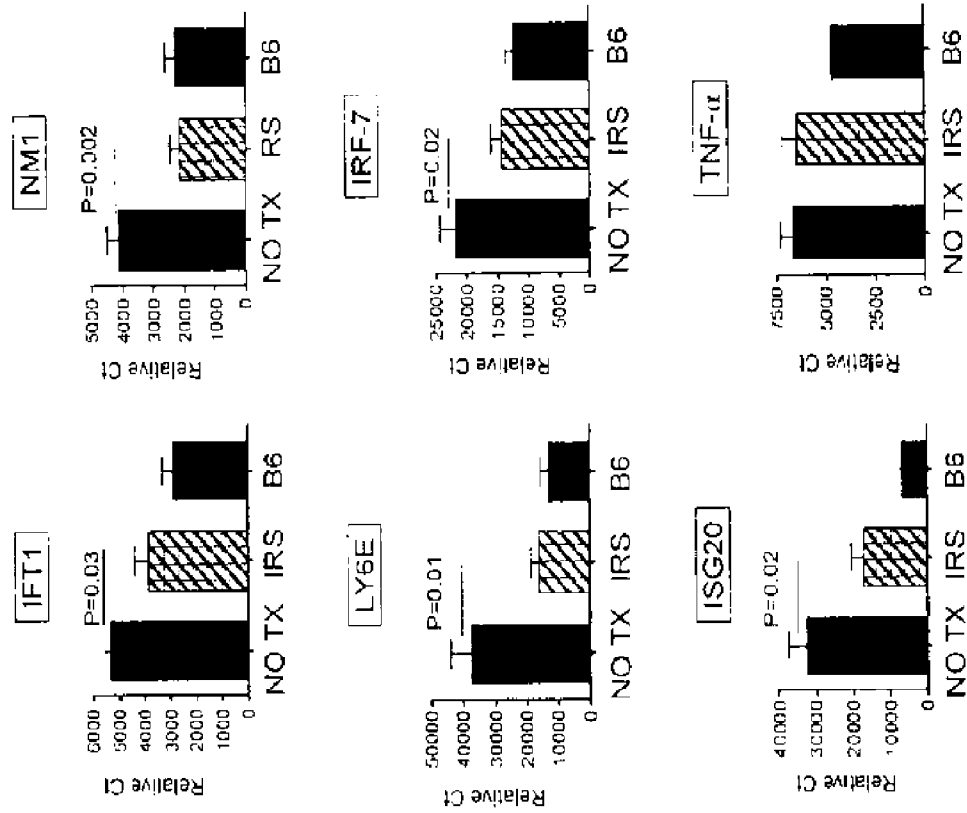 IFT1
P=0.03
6000
5000
4000
3000
2000
1000
0
Relative Ct
NO TX IRS B6
NM1
P=0.002
5000
4000
3000
2000
1000
0
Relative Ct
NO TX RS B6
LY6E
P=0.01
50000
40000
30000
20000
10000
0
Relative Ct
NO TX IRS B6
IRF-7
P=0.02
25000
20000
15000
10000
5000
0
Relative Ct
NO TX IRS B6
ISG20
P=0.02
40000
30000
20000
10000
0
Relative Ct
NO TX IRS B6
TNF-α
7500
5000
2500
0
Relative Ct
NO TX IRS B6